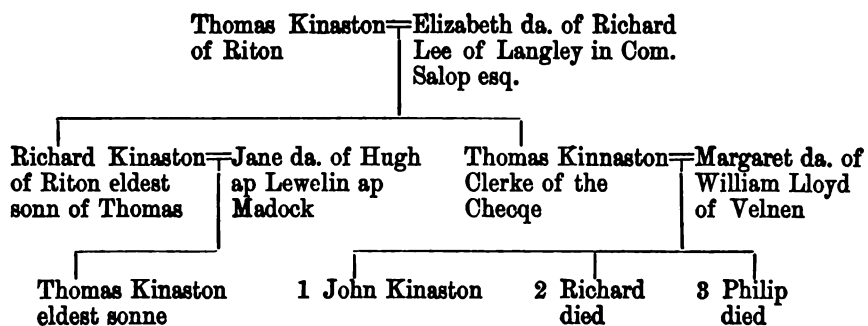 Thomas Kinaston═Elizabeth da. of Richard
of Riton Lee of Langley in Com.
Salop esq.
Richard Kinaston═Jane da. of Hugh
of Riton eldest ap Lewelin ap
sonn of Thomas Madock
Thomas Kinnaston═Margaret da. of
Clerke of the William Lloyd
Checqe of Velnen
Thomas Kinaston
eldest sonne
1 John Kinaston
2 Richard
died
3 Philip
died